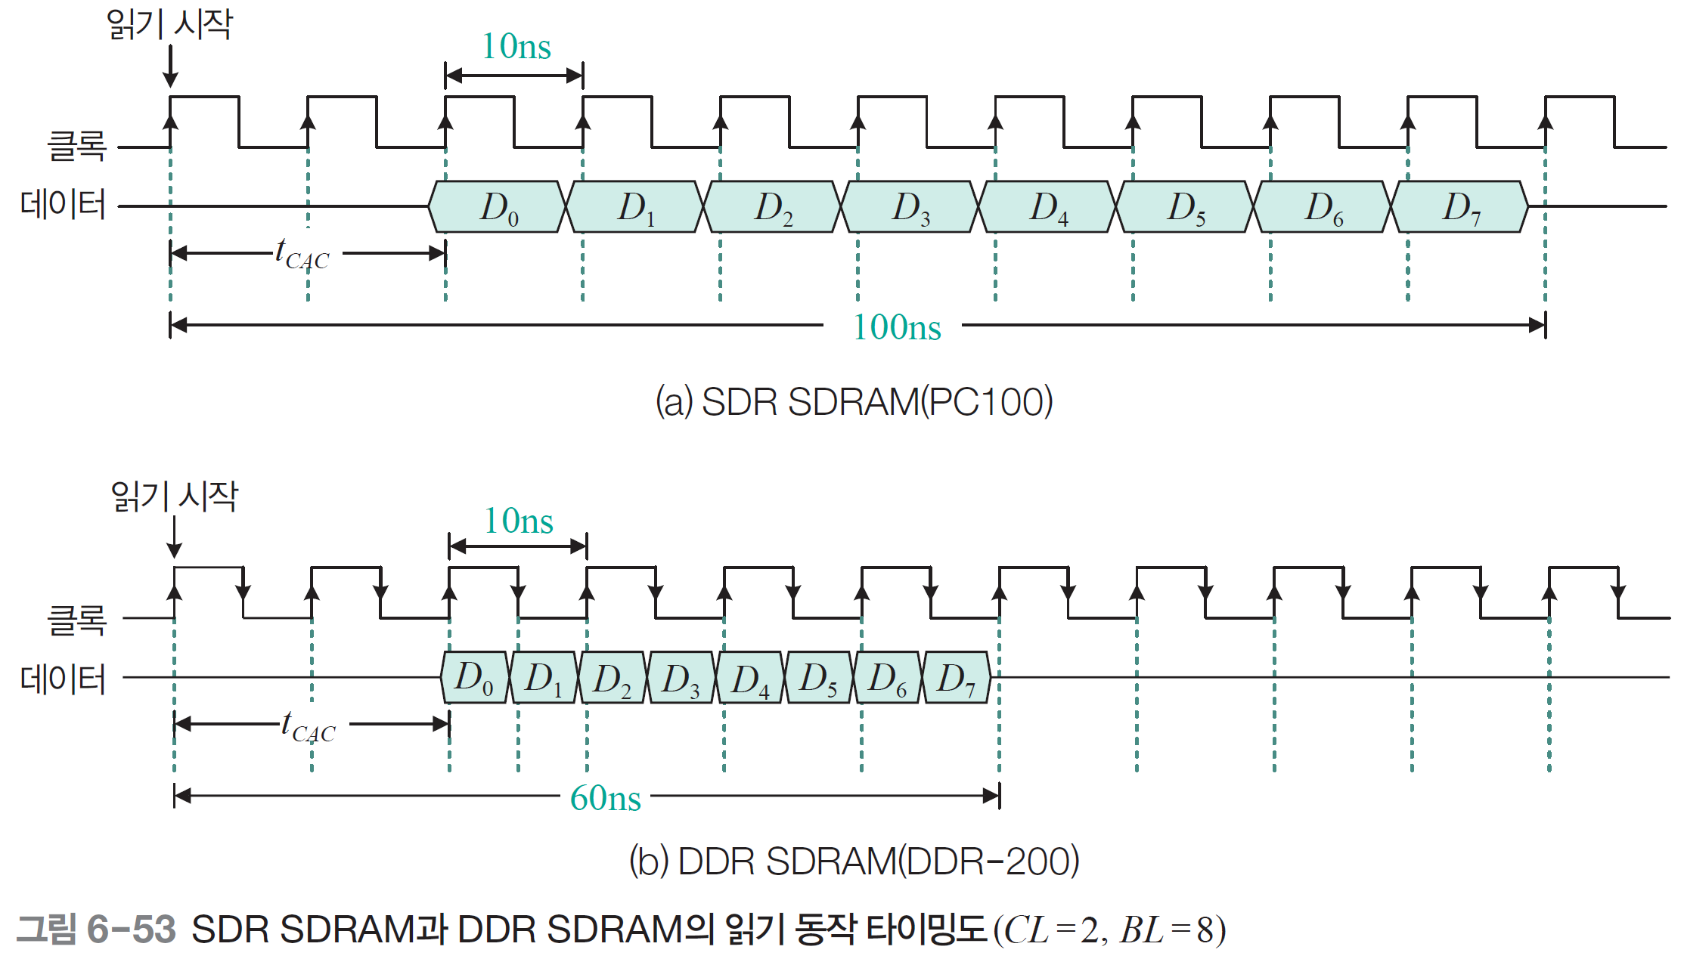 읽기 시작
10ns
클록
데이터 D0 D1 D2 D3 D4 D5 D6 D7
tCAC
100ns
(a) SDR SDRAM(PC100)
읽기 시작
10ns
클록
데이터 D0 D1 D2 D3 D4 D5 D6 D7
tCAC
60ns
(b) DDR SDRAM(DDR-200)
그림 6-53 SDR SDRAM과 DDR SDRAM의 읽기 동작 타이밍도(CL=2, BL=8)